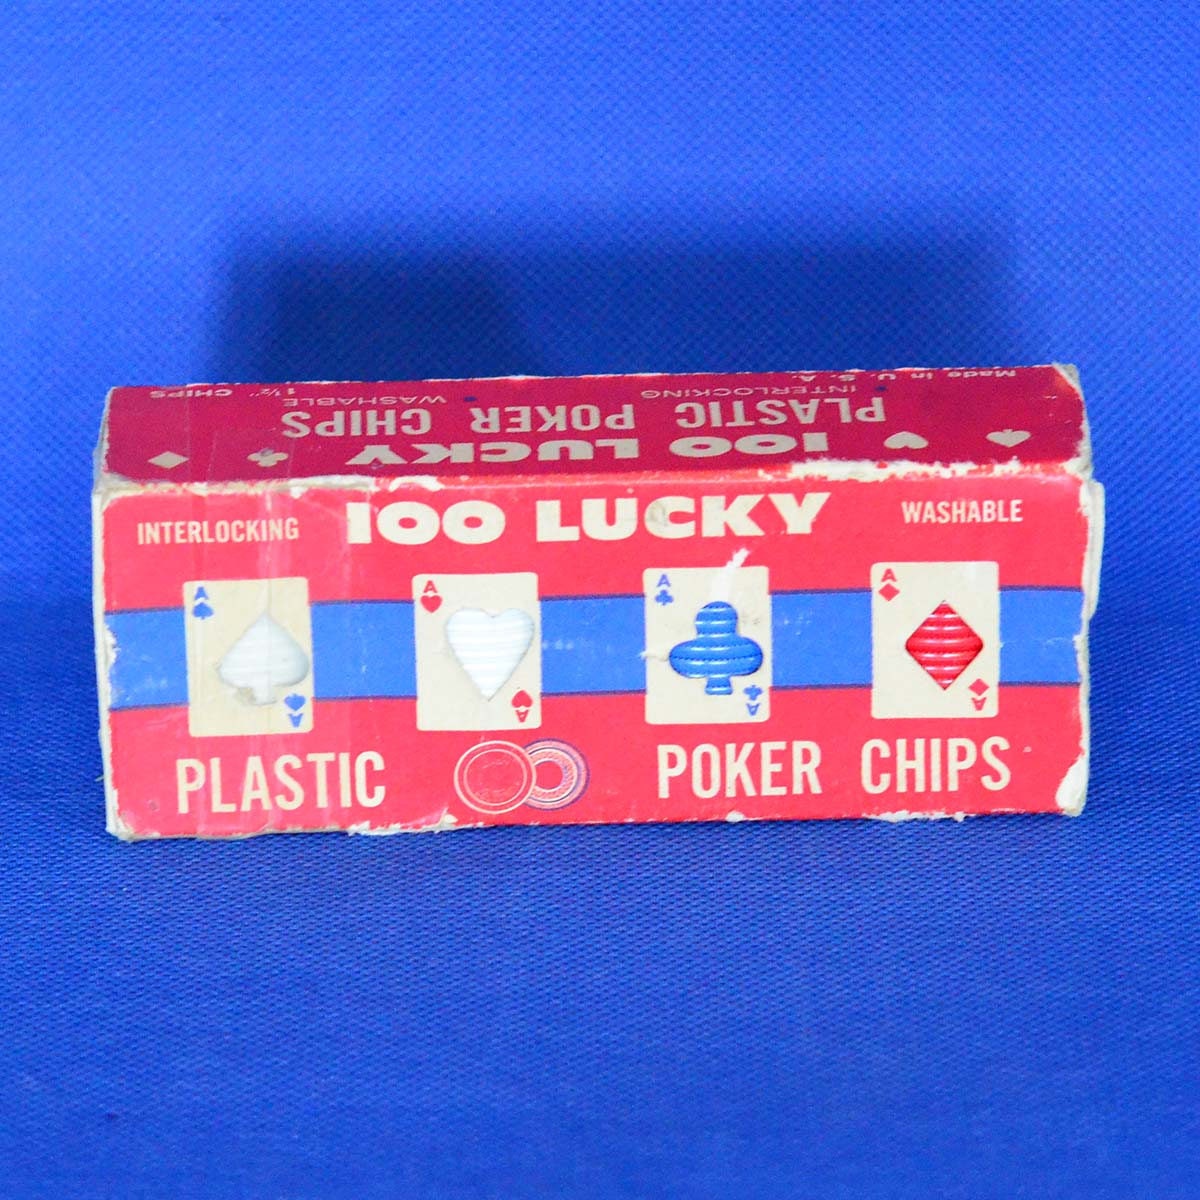 Made in U. S. A.
INTERLOCKING WASHABLE 1½" CHIPS
PLASTIC POKER CHIPS
100 LUCKY
INTERLOCKING 100 LUCKY WASHABLE
A A A A
A A A A
PLASTIC POKER CHIPS